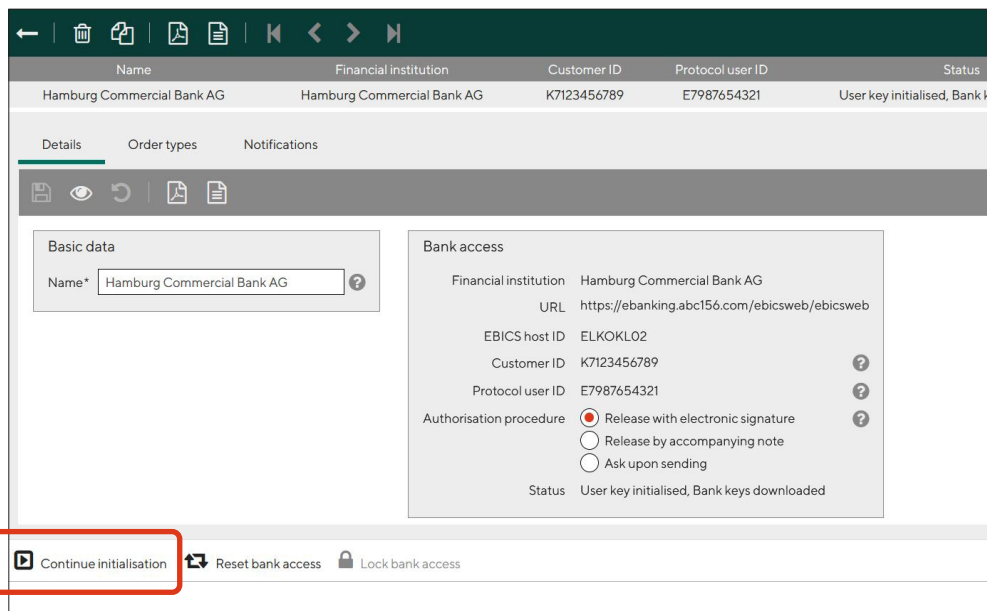 Name Financial institution Customer ID Protocol user ID Status
Hamburg Commercial Bank AG Hamburg Commercial Bank AG K7123456789 E7987654321 User key initialised, Bank
Details Order types Notifications
Basic data
Name* Hamburg Commercial Bank AG
Bank access
Financial institution Hamburg Commercial Bank AG
URL https://ebanking.abc156.com/ebicsweb/ebicsweb
EBICS host ID ELKOKL02
Customer ID K7123456789
Protocol user ID E7987654321
Authorisation procedure Release with electronic signature
Release by accompanying note
Ask upon sending
Status User key initialised, Bank keys downloaded
Continue initialisation Reset bank access Lock bank access